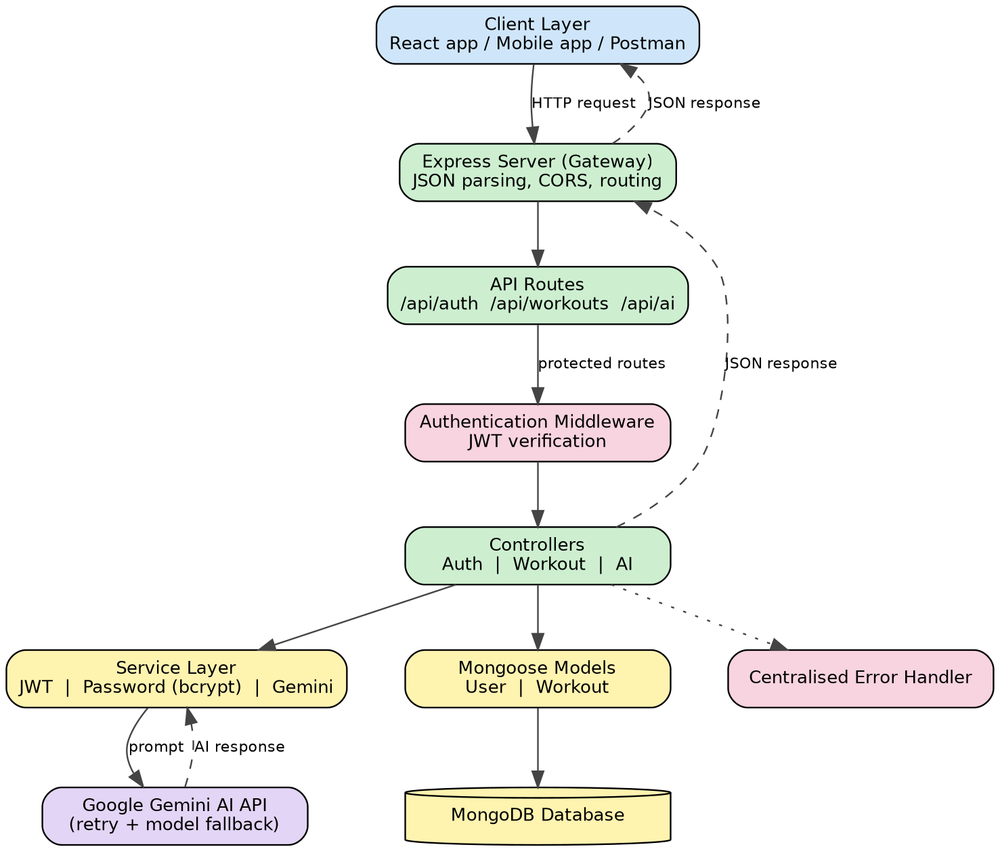 Client Layer
React app / Mobile app / Postman
HTTP request
JSON response
Express Server (Gateway)
JSON parsing, CORS, routing
API Routes
/api/auth  /api/workouts  /api/ai
protected routes
JSON response
Authentication Middleware
JWT verification
Controllers
Auth  |  Workout  |  AI
Service Layer
JWT  |  Password (bcrypt)  |  Gemini
Mongoose Models
User  |  Workout
Centralised Error Handler
prompt
AI response
Google Gemini AI API
(retry + model fallback)
MongoDB Database